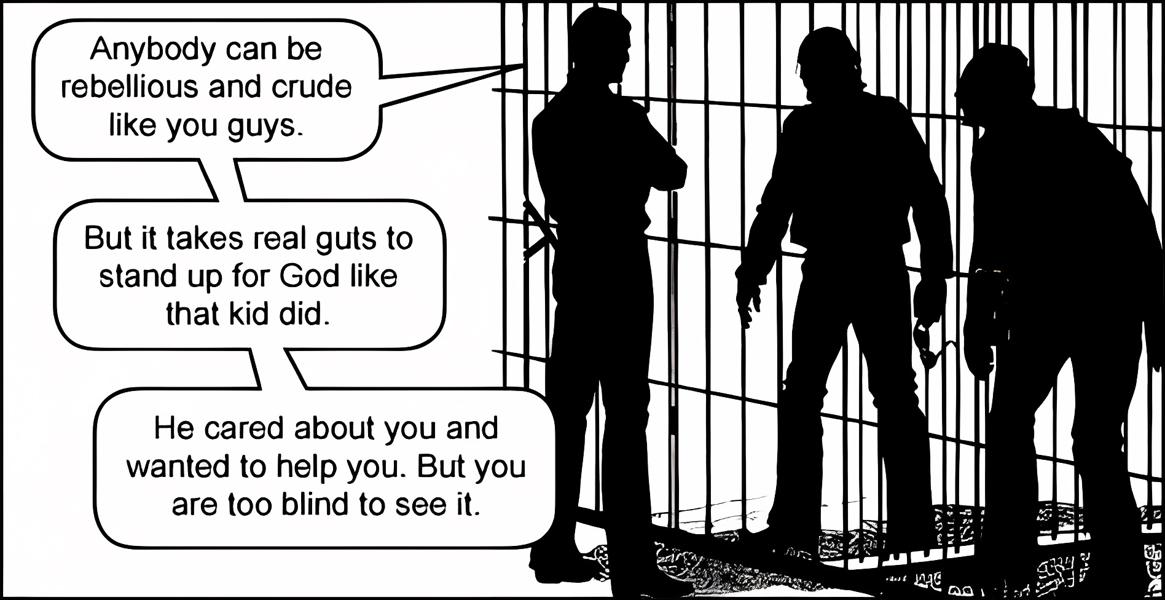 Anybody can be
rebellious and crude
like you guys.
But it takes real guts to
stand up for God like
that kid did.
He cared about you and
wanted to help you. But you
are too blind to see it.